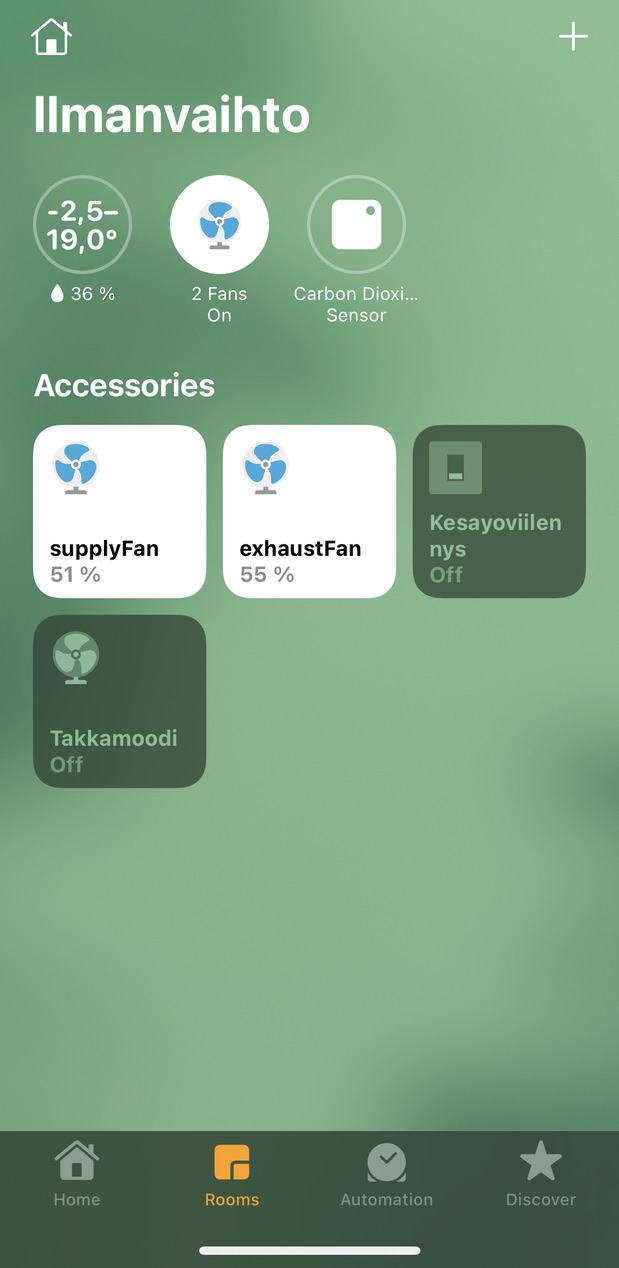 Ilmanvaihto
-2,5–
19,0°
36 %
2 Fans
On
Carbon Dioxi...
Sensor
Accessories
supplyFan
51 %
exhaustFan
55 %
Kesayoviilen
nys
Off
Takkamoodi
Off
Home
Rooms
Automation
Discover